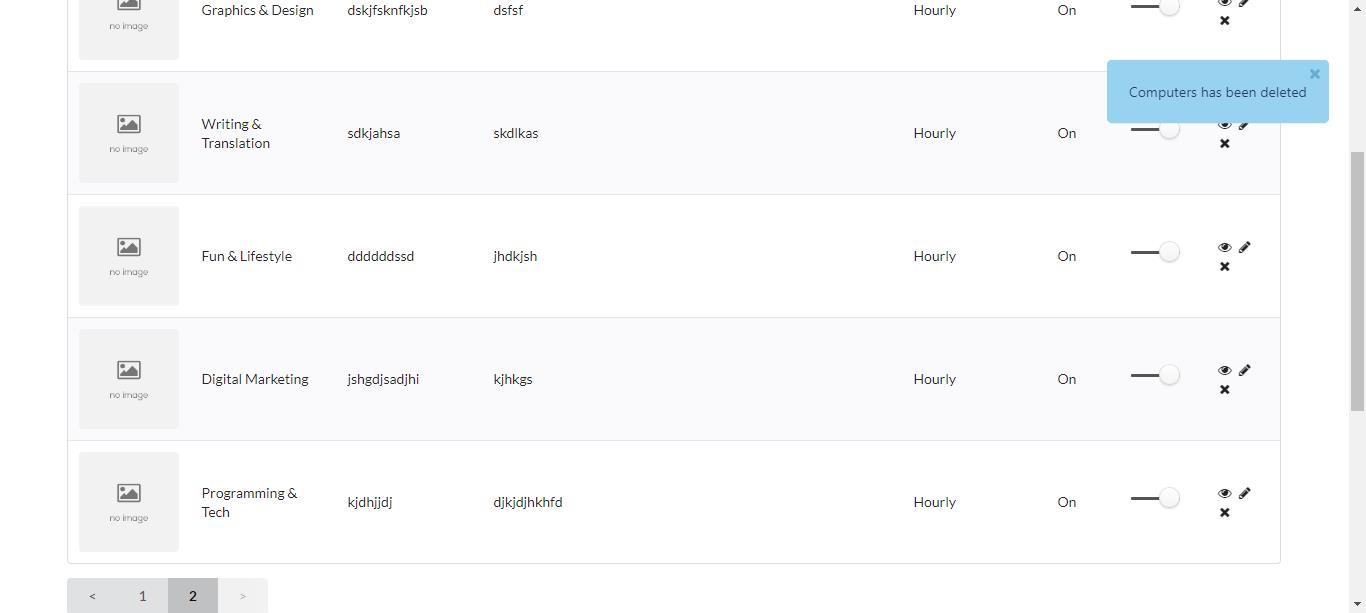 Graphics & Design dskjfsknfkjsb dsfsf Hourly On
no image
Computers has been deleted
Writing &
Translation sdkjahsa skdlkas Hourly On
no image
Fun & Lifestyle ddddddssd jhdkjsh Hourly On
no image
Digital Marketing jshgdjsadjhi kjhkgs Hourly On
no image
Programming &
Tech kjdhjjdj djkjdjhkhfd Hourly On
no image
< 1 2 >